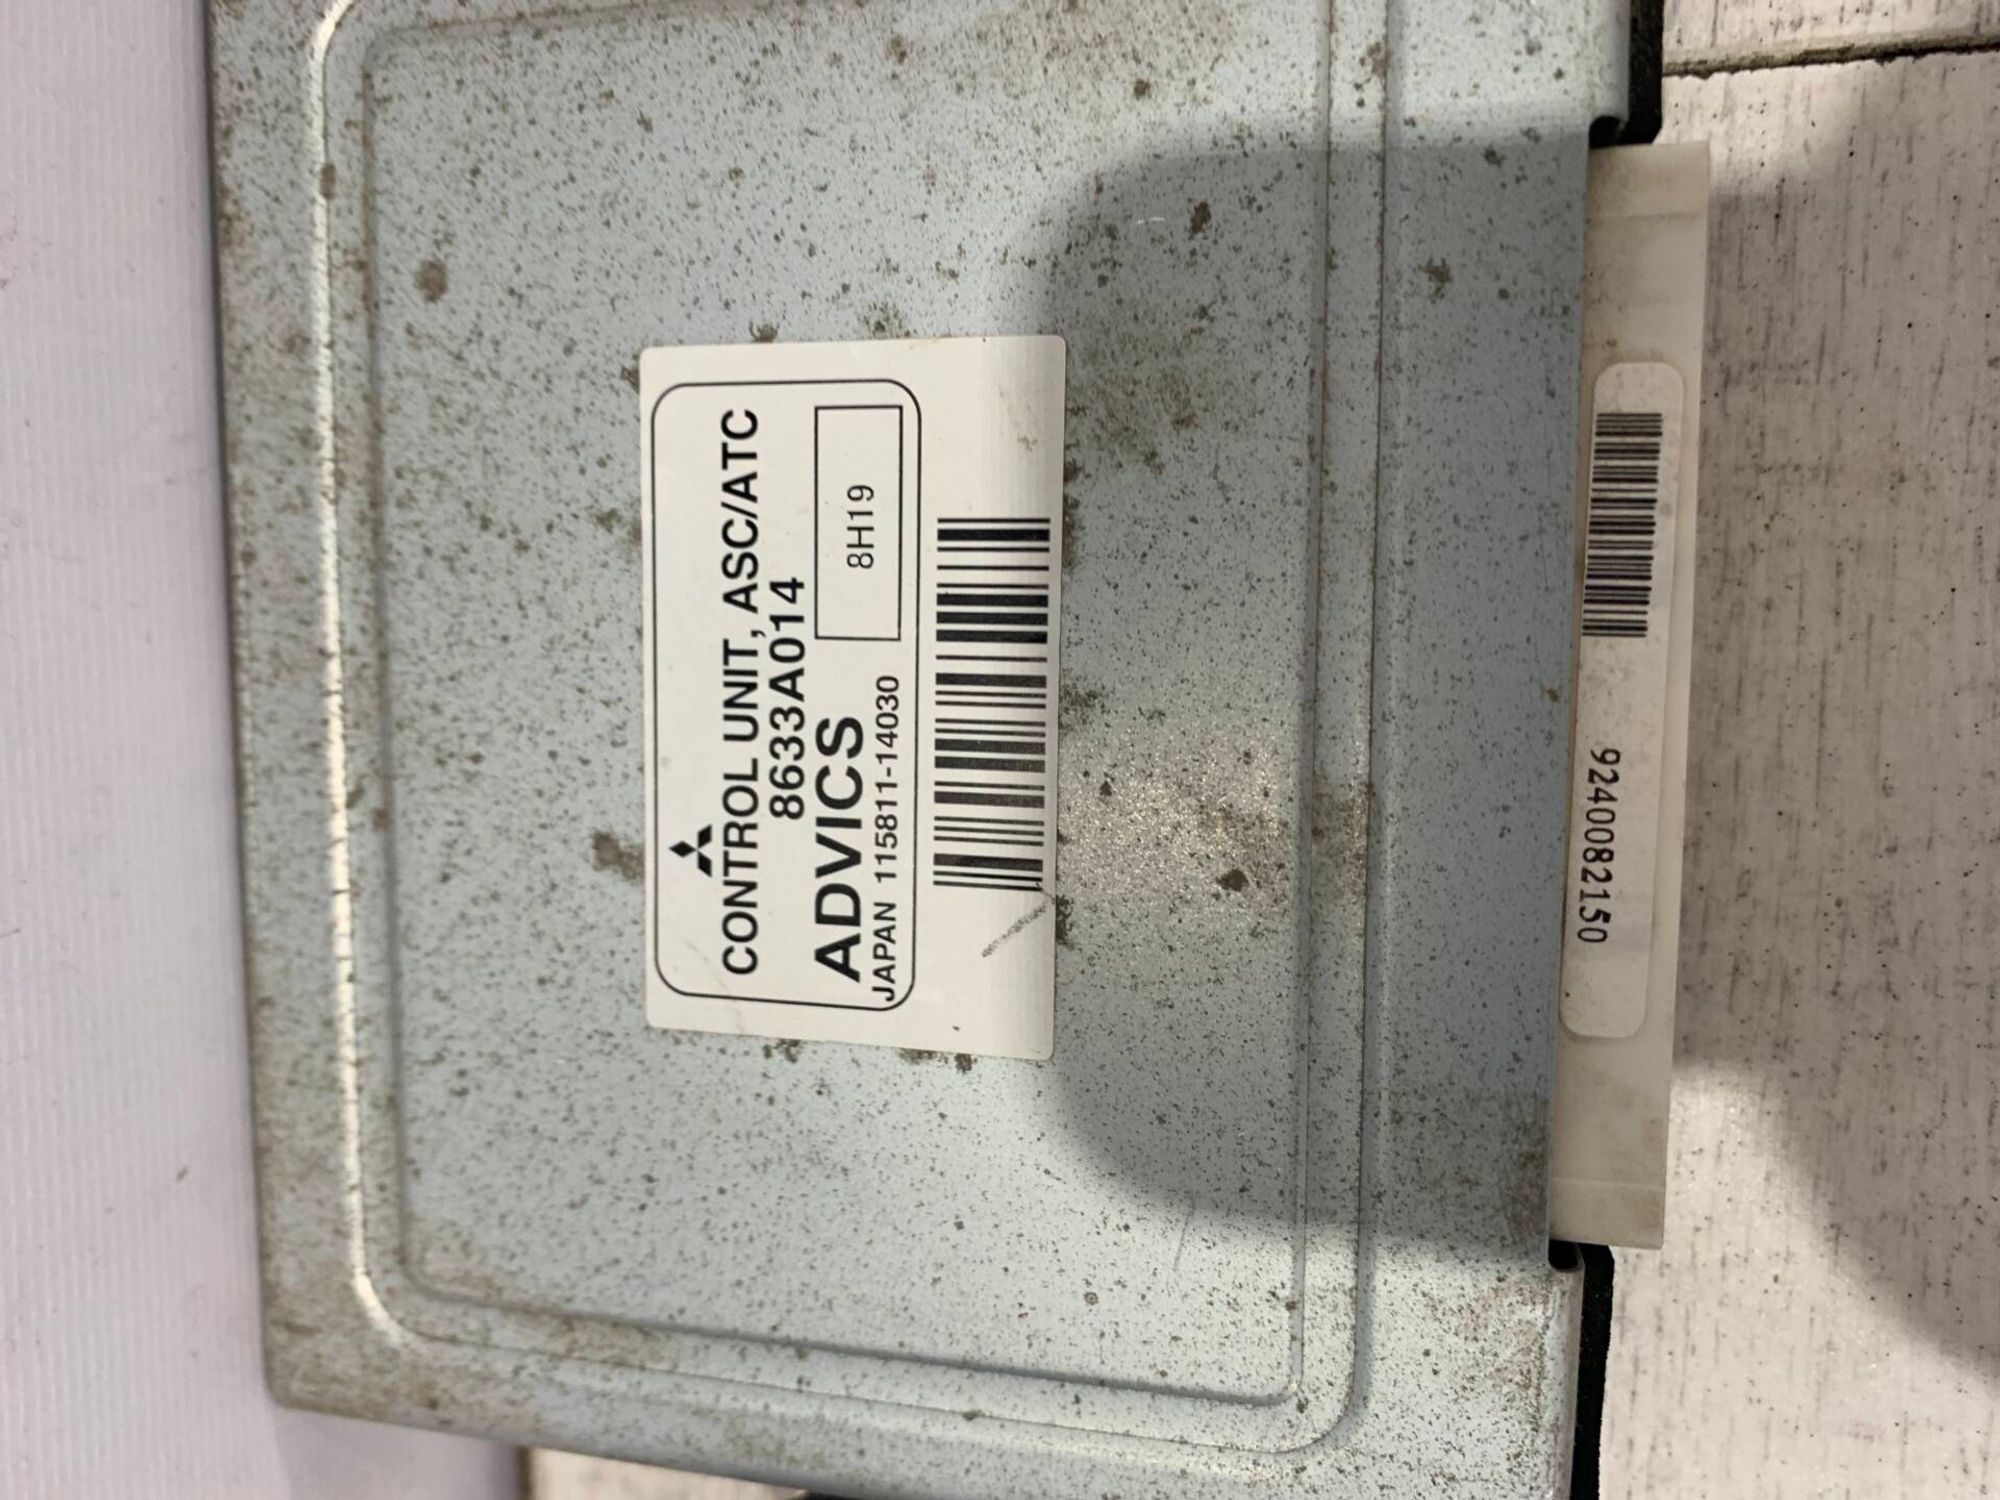 CONTROL UNIT, ASC/ATC
8633A014
ADVICS
8H19
JAPAN 115811-14030
9240082150